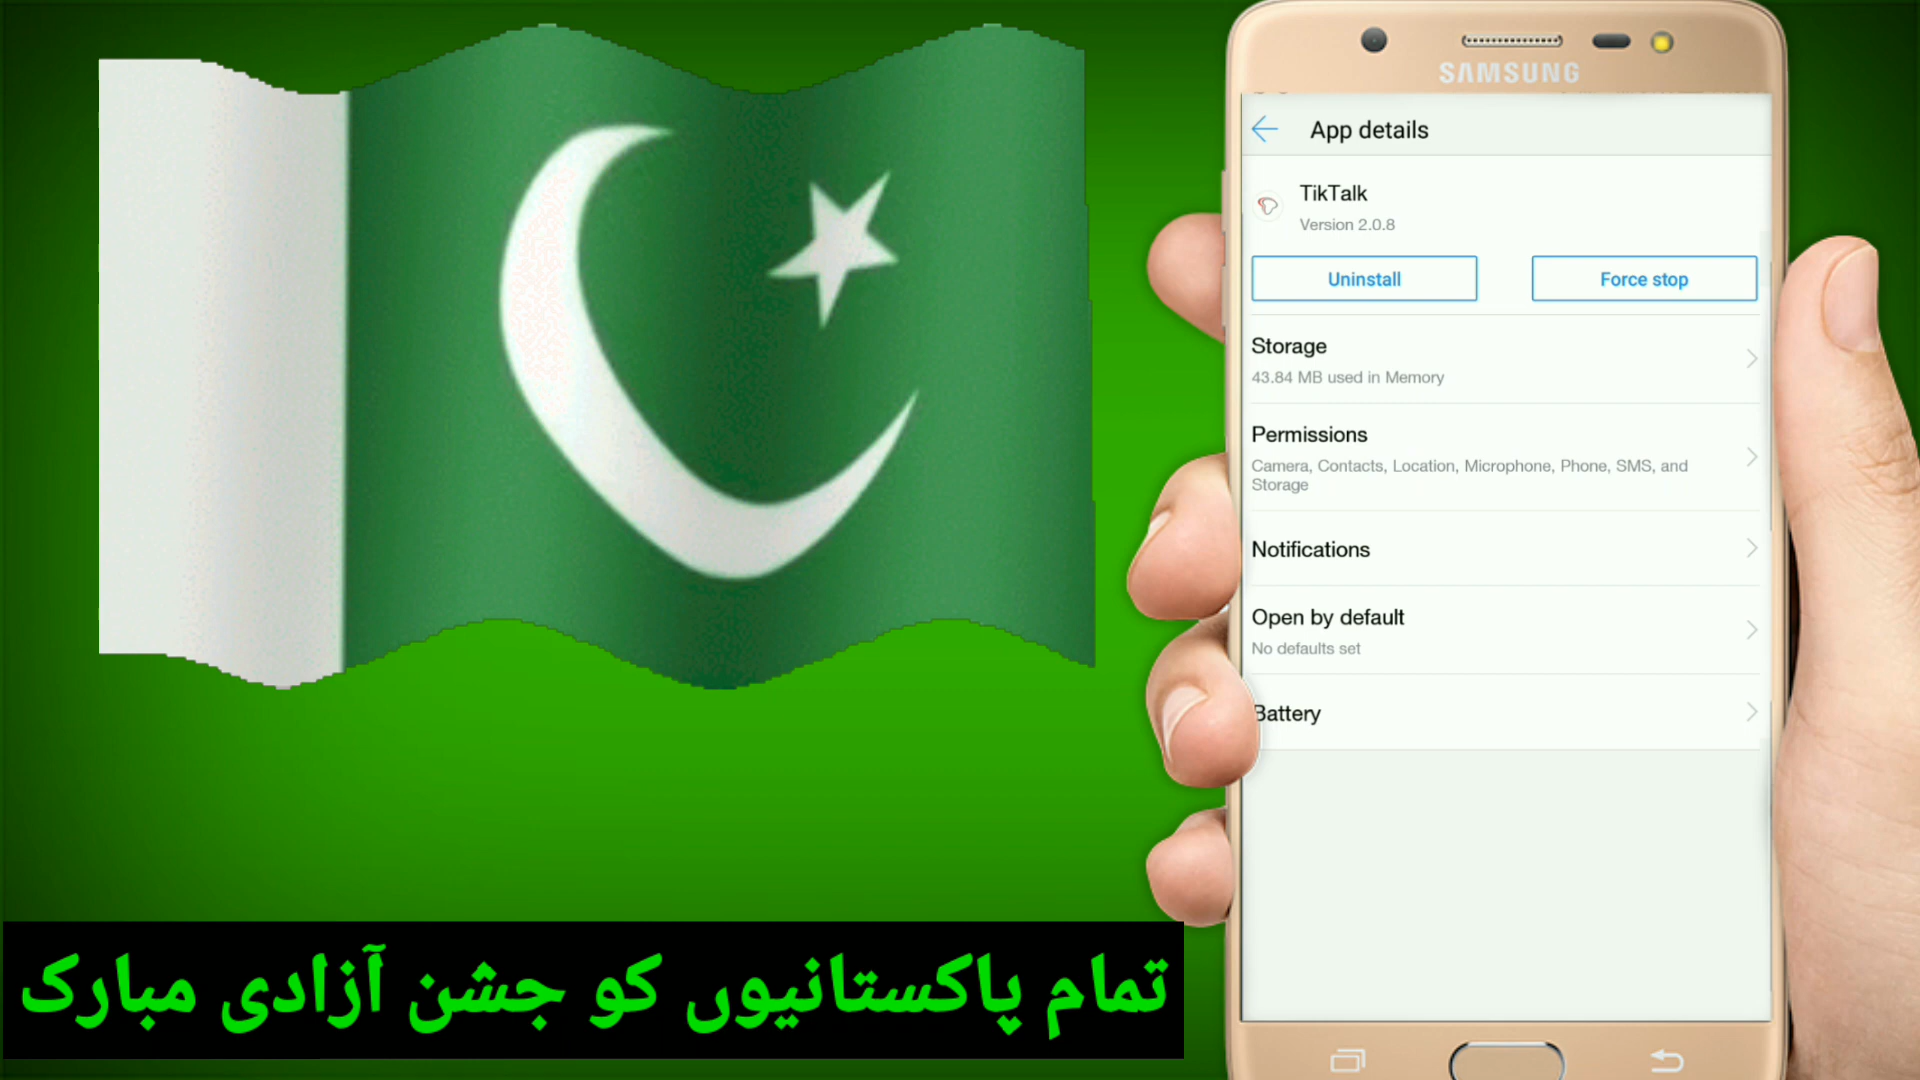 SAMSUNG
App details
TikTalk
Version 2.0.8
Uninstall
Force stop
Storage
43.84 MB used in Memory
Permissions
Camera, Contacts, Location, Microphone, Phone, SMS, and
Storage
Notifications
Open by default
No defaults set
Battery
تمام پاکستانیوں کو جشن آزادی مبارک